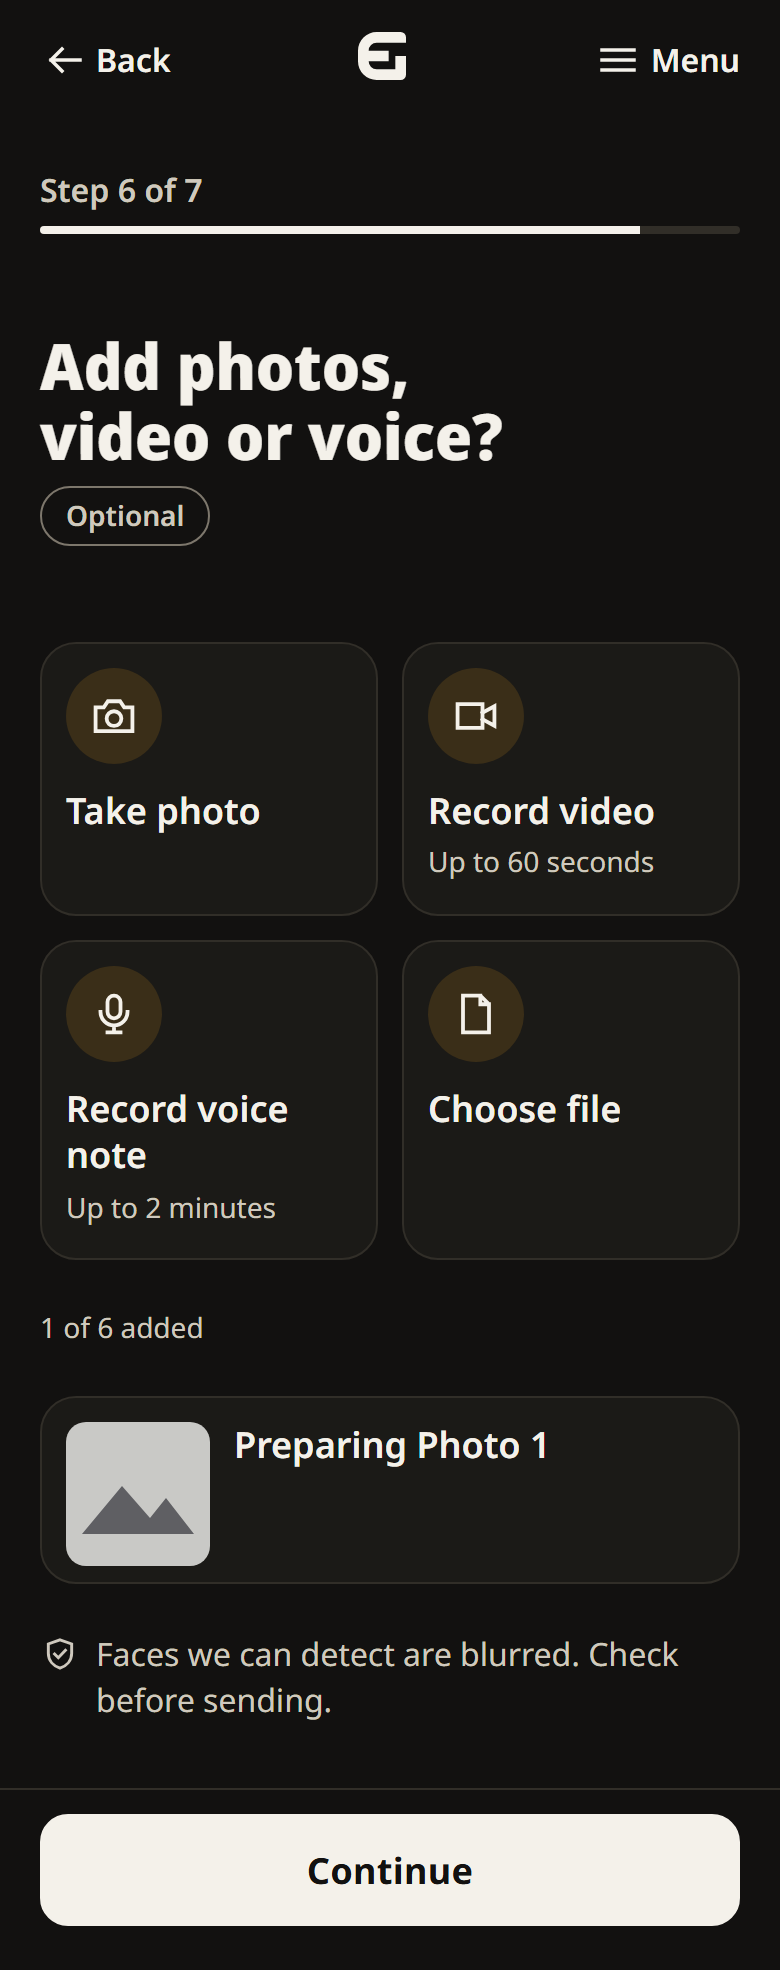 Back
Menu
Step 6 of 7
Add photos,
video or voice?
Optional
Take photo
Record video
Up to 60 seconds
Record voice
note
Up to 2 minutes
Choose file
1 of 6 added
Preparing Photo 1
Faces we can detect are blurred. Check
before sending.
Continue